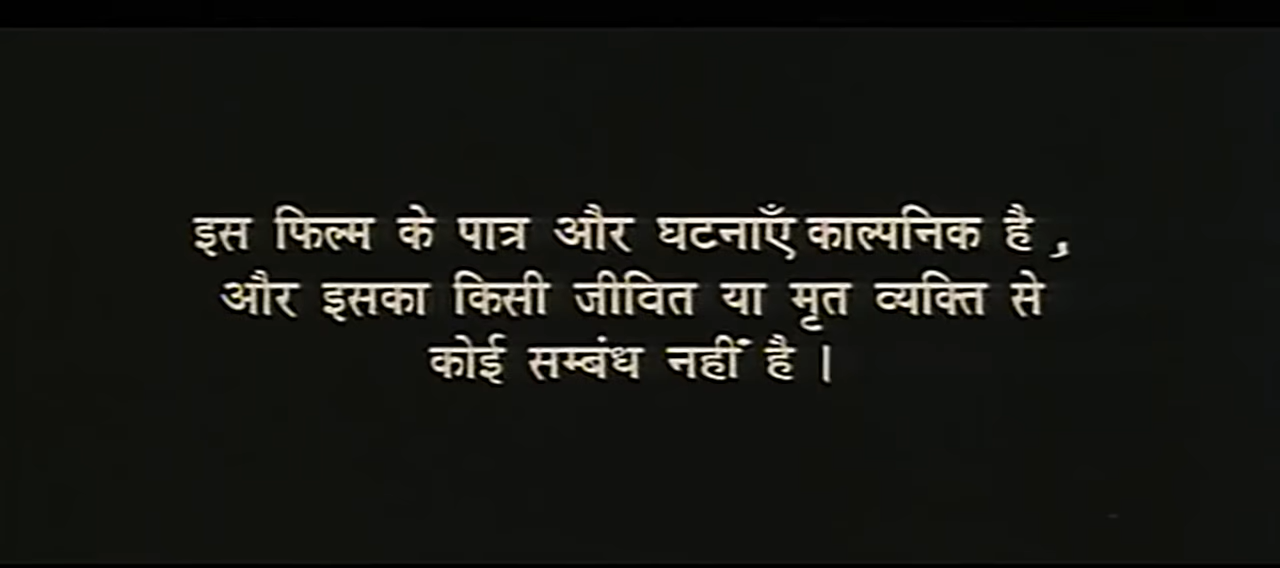 इस फिल्म के पात्र और घटनाएँ काल्पनिक है ,
और इसका किसी जीवित या मृत व्यक्ति से
कोई सम्बंध नहीं है ।